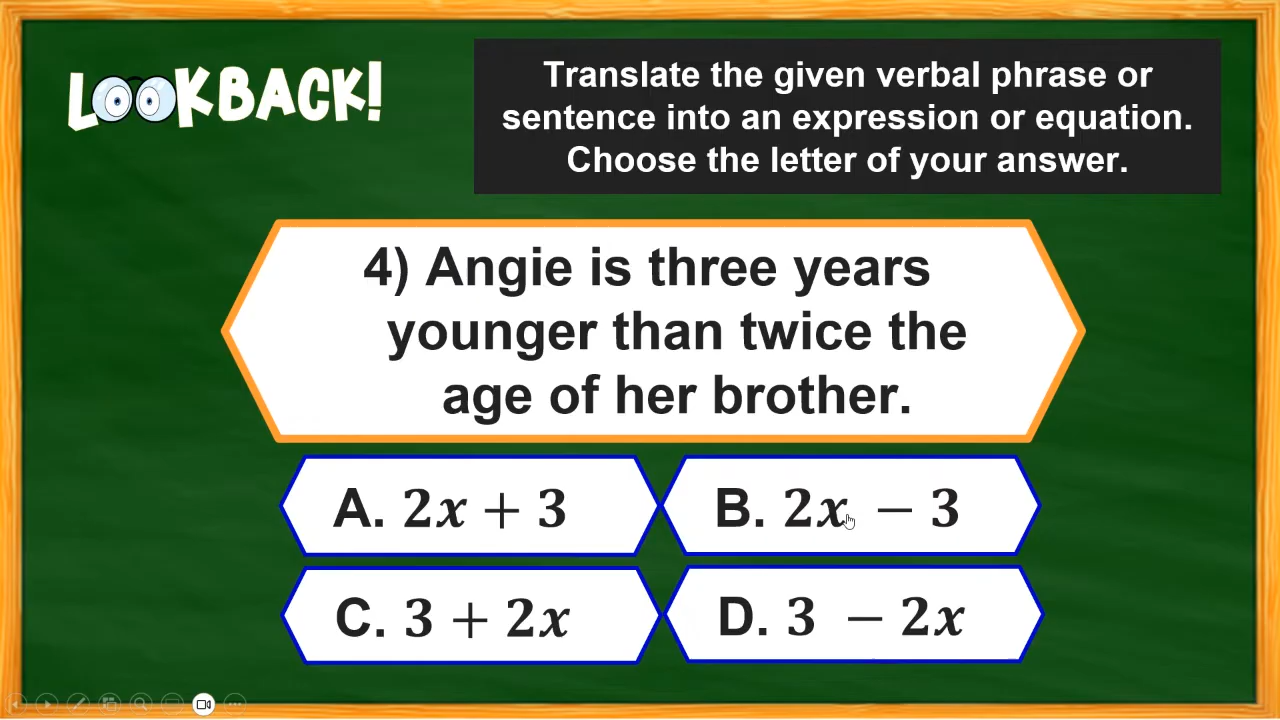 LOOKBACK!
Translate the given verbal phrase or
sentence into an expression or equation.
Choose the letter of your answer.
4) Angie is three years
younger than twice the
age of her brother.
A. 2x + 3
B. 2x - 3
C. 3 + 2x
D. 3 - 2x